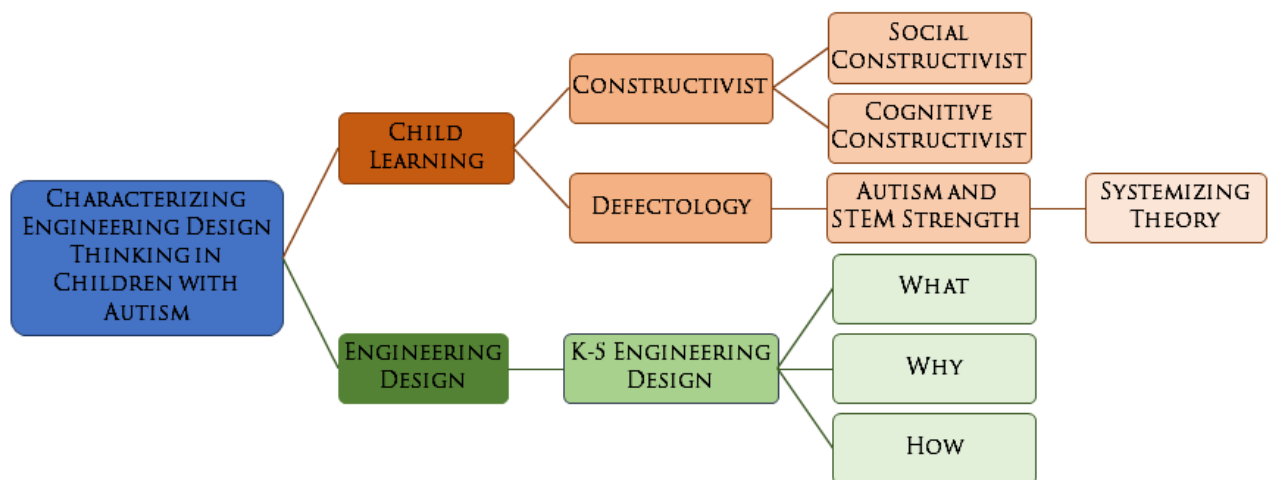 Characterizing
Engineering Design
Thinking in
Children with
Autism
Child
Learning
Constructivist
Social
Constructivist
Cognitive
Constructivist
Defectology
Autism and
STEM Strength
Systemizing
Theory
Engineering
Design
K-5 Engineering
Design
What
Why
How